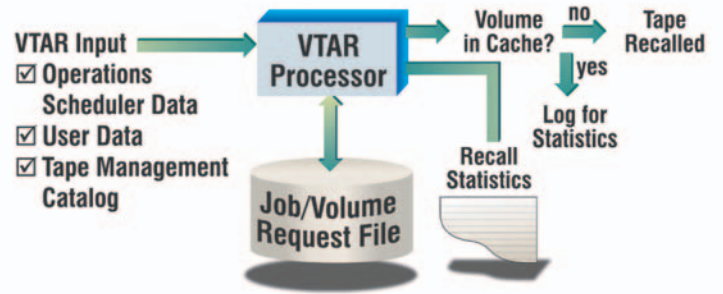 VTAR Input
☑ Operations
Scheduler Data
☑ User Data
☑ Tape Management
Catalog
VTAR
Processor
Job/Volume
Request File
Volume
in Cache?
no
Tape
Recalled
yes
Log for
Statistics
Recall
Statistics